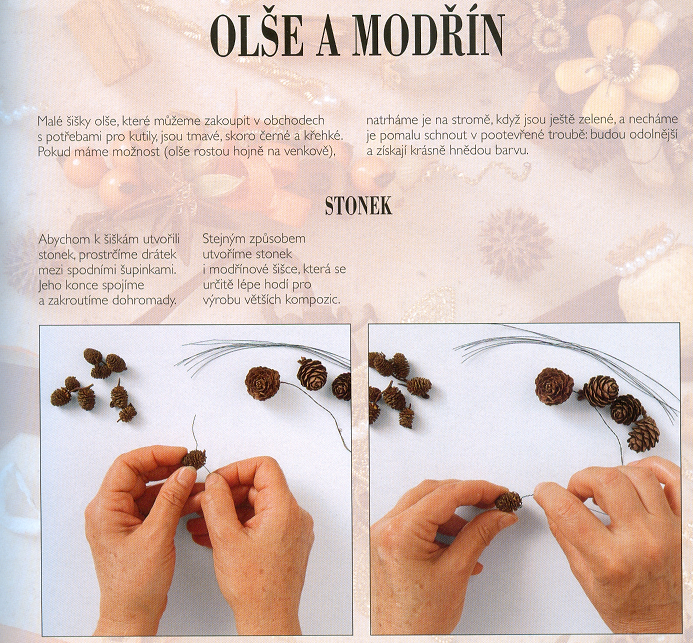 OLŠE A MODŘÍN
Malé šišky olše, které můžeme zakoupit v obchodech
s potřebami pro kutily, jsou tmavé, skoro černé a křehké.
Pokud máme možnost (olše rostou hojně na venkově),
natrháme je na stromě, když jsou ještě zelené, a necháme
je pomalu schnout v pootevřené troubě: budou odolnější
a získají krásně hnědou barvu.
STONEK
Abychom k šiškám utvořili
stonek, prostrčíme drátek
mezi spodními šupinkami.
Jeho konce spojíme
a zakroutíme dohromady.
Stejným způsobem
utvoříme stonek
i modřínové šišce, která se
určitě lépe hodí pro
výrobu větších kompozic.